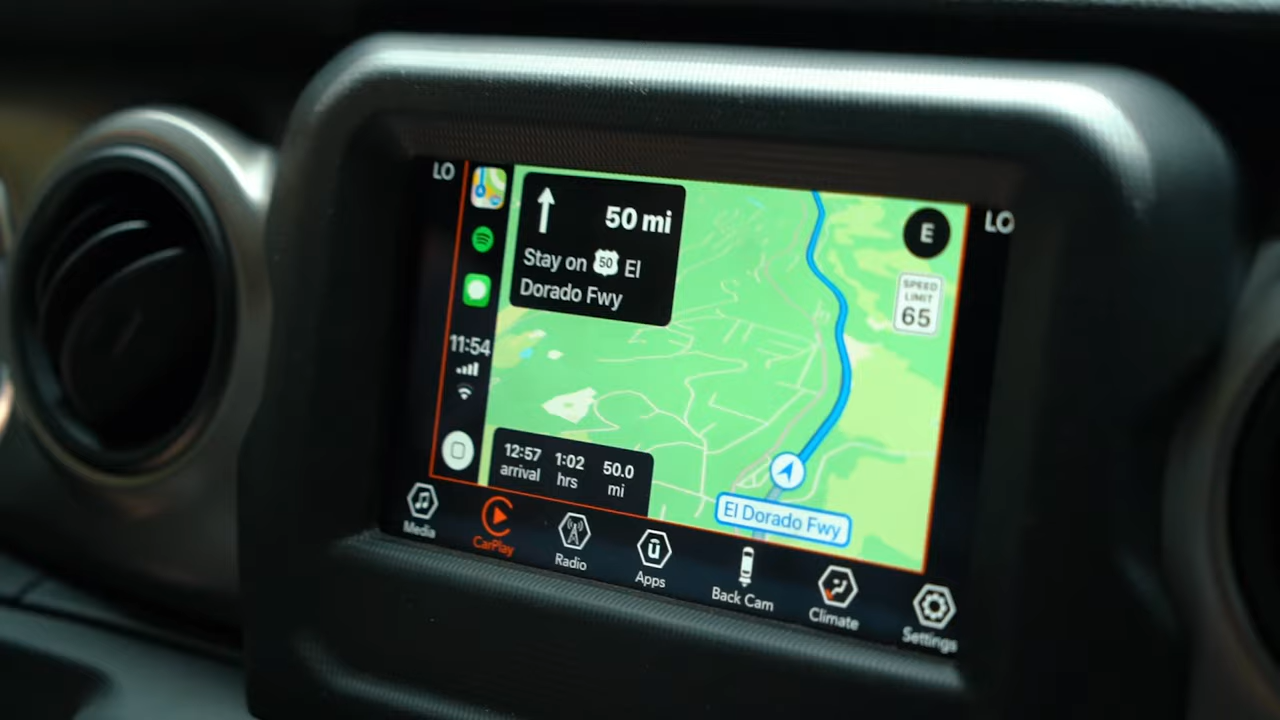 LO
50 mi
Stay on 50 El
Dorado Fwy
E
LO
SPEED
LIMIT
65
11:54
12:57 1:02 50.0
arrival hrs mi
El Dorado Fwy
Media
CarPlay
Radio
Apps
Back Cam
Climate
Settings